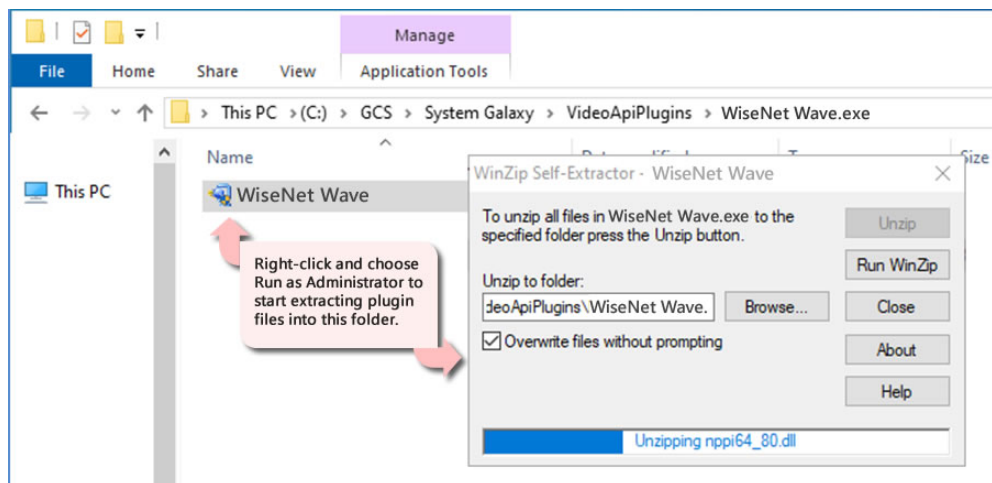 Manage
File Home Share View Application Tools
This PC > (C:) > GCS > System Galaxy > VideoApiPlugins > WiseNet Wave.exe
Name Size
This PC
WiseNet Wave
WinZip Self-Extractor - WiseNet Wave
To unzip all files in WiseNet Wave.exe to the
specified folder press the Unzip button.
Unzip to folder:
deoApiPlugins\WiseNet Wave.
Overwrite files without prompting
Unzip
Run WinZip
Browse...
Close
About
Help
Unzipping nppi64_80.dll
Right-click and choose
Run as Administrator to
start extracting plugin
files into this folder.